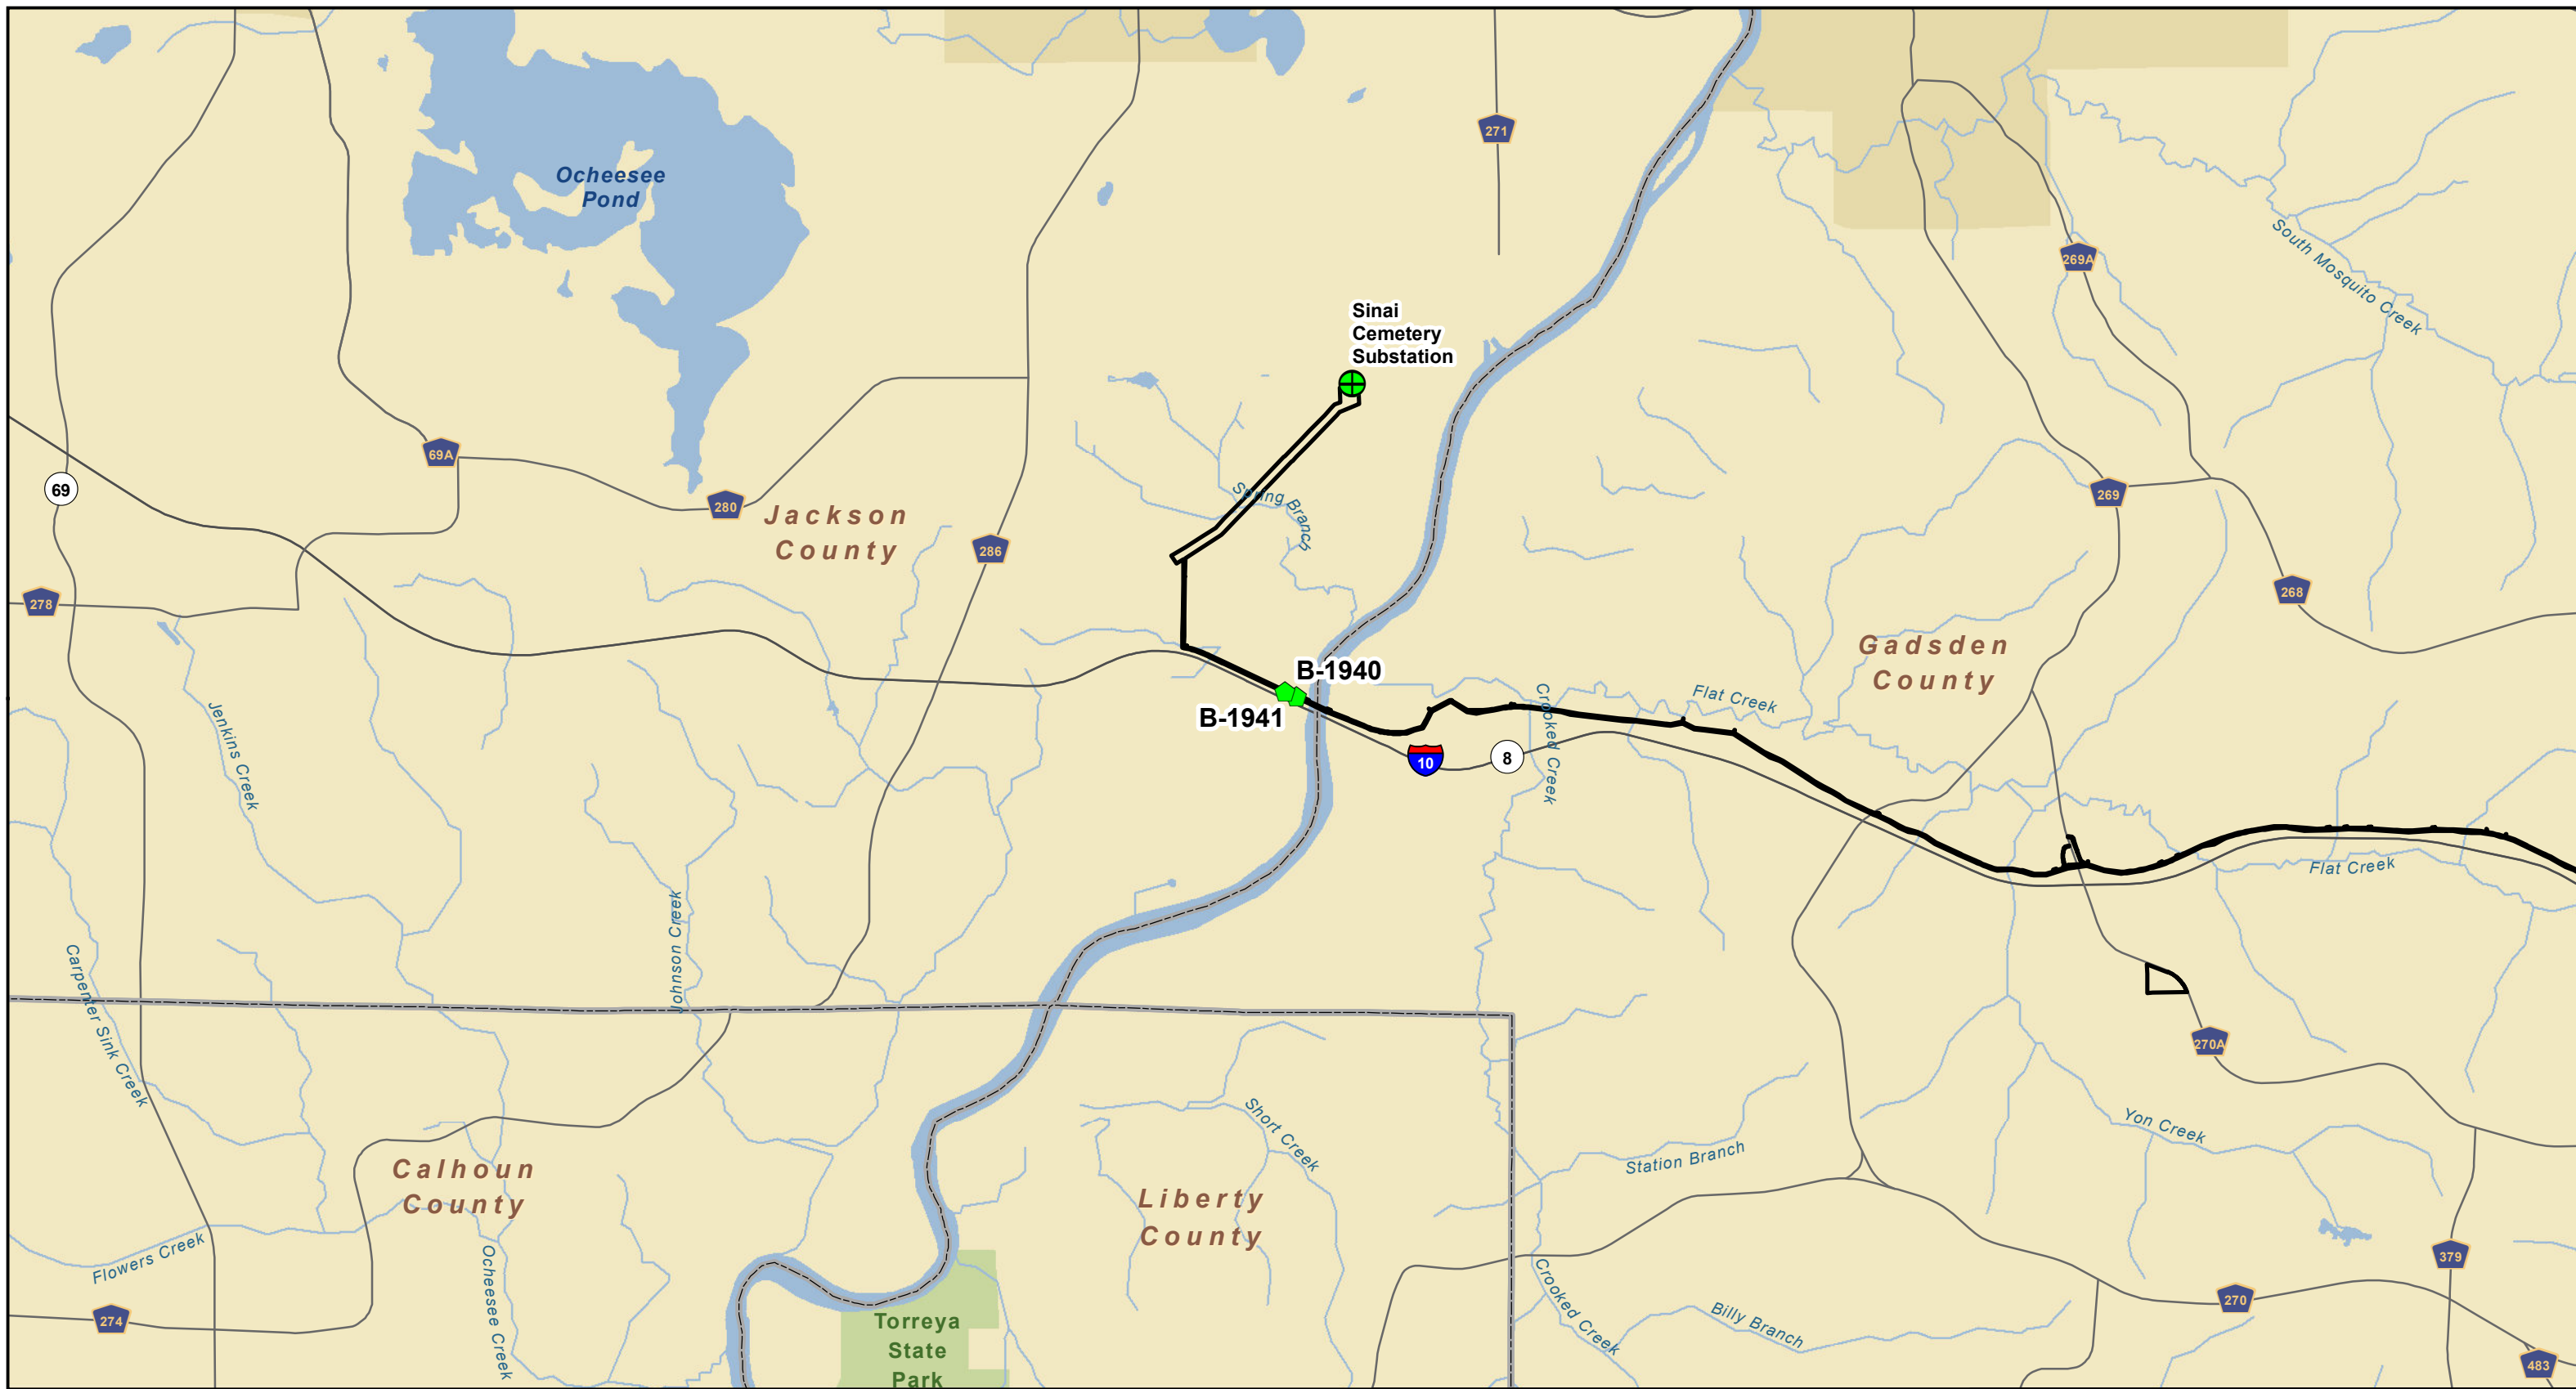 271
Ocheesee
Pond
South Mosquito Creek
269A
Sinai
Cemetery
Substation
69A
69
280
Jackson
County
286
Spring Branch
269
278
268
Gadsden
County
B-1940
B-1941
Flat Creek
Crooked Creek
10
8
Jenkins Creek
Flat Creek
Johnson Creek
Carpenter Sink Creek
270A
Short Creek
Yon Creek
Station Branch
Calhoun
County
Liberty
County
Flowers Creek
Ocheesee Creek
379
Crooked Creek
270
Billy Branch
274
Torreya
State
Park
483